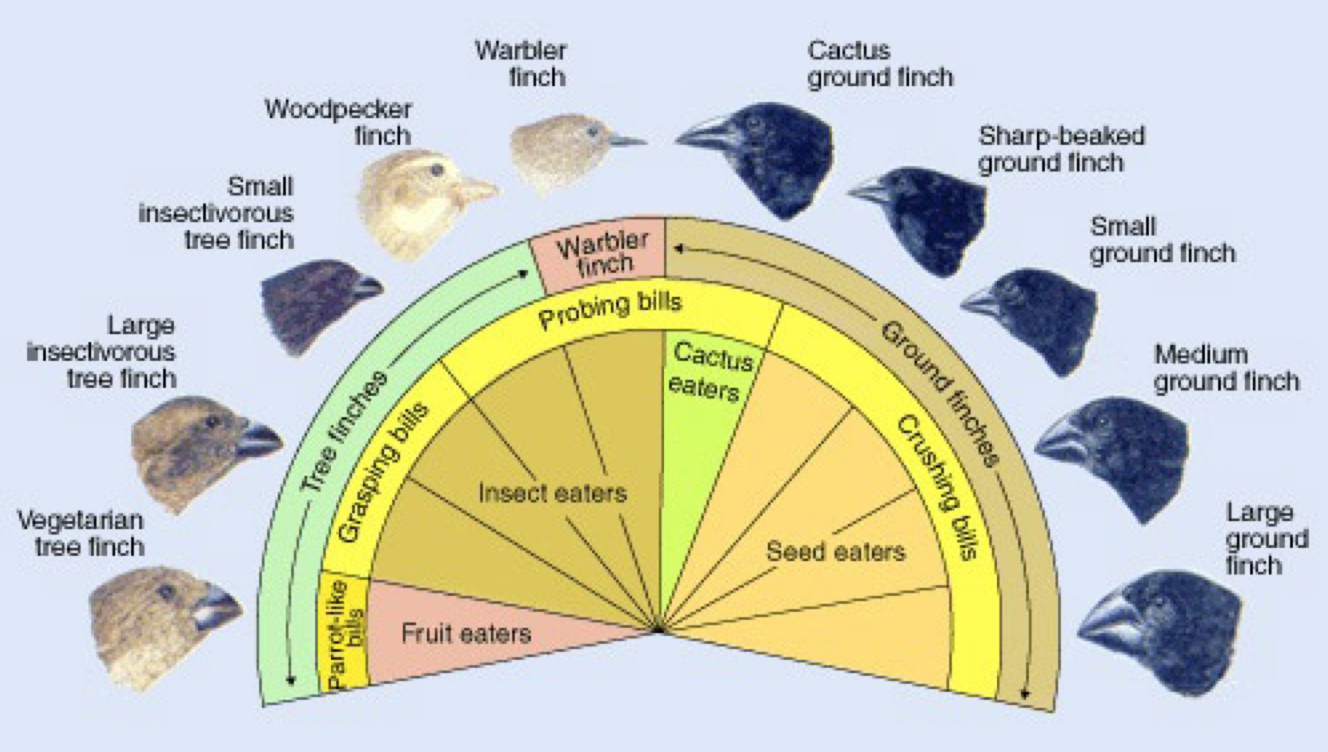 Warbler
finch
Cactus
ground finch
Woodpecker
finch
Sharp-beaked
ground finch
Small
insectivorous
tree finch
Small
ground finch
Large
insectivorous
tree finch
Medium
ground finch
Vegetarian
tree finch
Large
ground
finch
Warbler
finch
Tree finches
Ground finches
Probing bills
Grasping bills
Crushing bills
Parrot-like
bills
Cactus
eaters
Insect eaters
Seed eaters
Fruit eaters